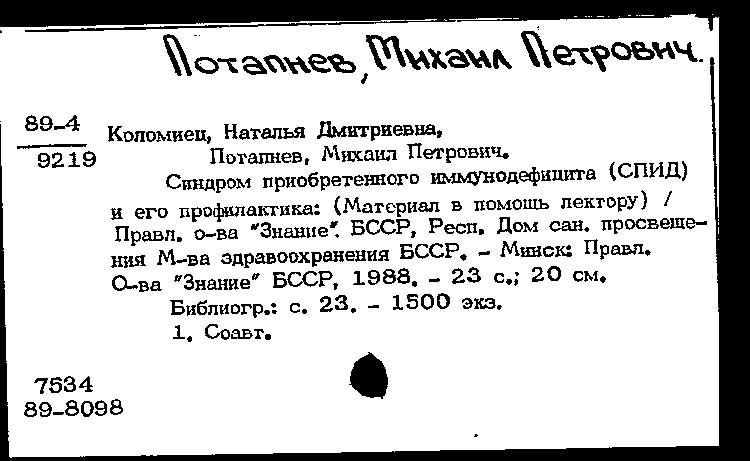 Потапнев, Михаил Петрович.
89-4
9219
Коломиец, Наталья Дмитриевна,
Потапнев, Михаил Петрович.
Синдром приобретенного иммунодефицита (СПИД)
и его профилактика: (Материал в помощь лектору) /
Правл. о-ва "Знание". БССР, Респ. Дом сан. просвеще-
ния М-ва здравоохранения БССР. - Минск: Правл.
О-ва "Знание" БССР, 1988. - 23 с.; 20 см.
Библиогр.: с. 23. - 1500 экз.
1. Соавт.
7534
89-8098